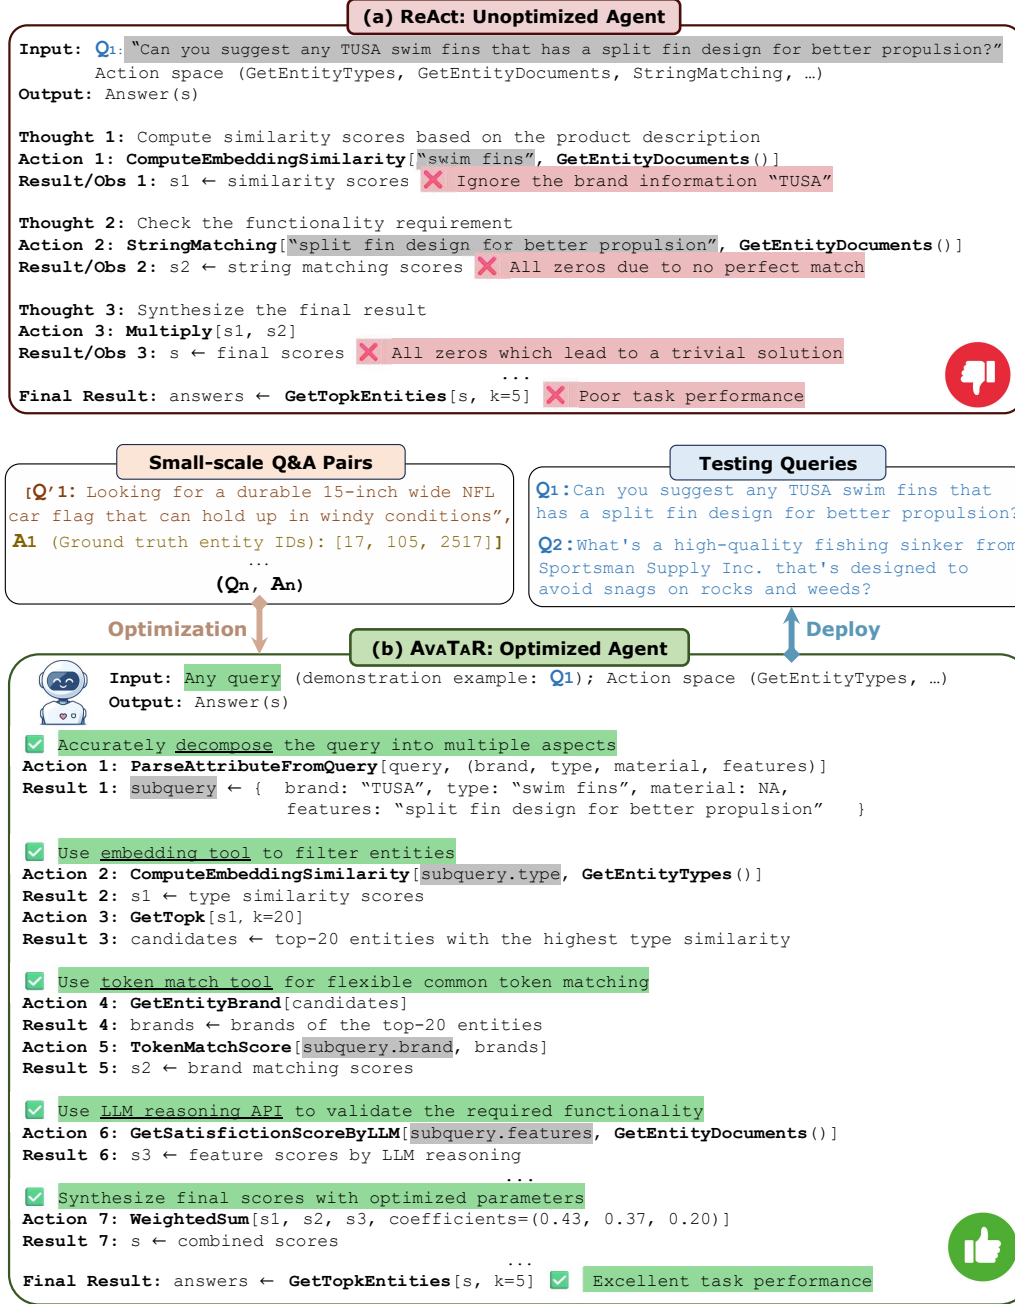 (a) ReAct: Unoptimized Agent
Input: Q1: "Can you suggest any TUSA swim fins that has a split fin design for better propulsion?"
Action space (GetEntityTypes, GetEntityDocuments, StringMatching, …)
Output: Answer(s)
Thought 1: Compute similarity scores based on the product description
Action 1: ComputeEmbeddingSimilarity["swim fins", GetEntityDocuments()]
Result/Obs 1: s1 ← similarity scores ❌ Ignore the brand information "TUSA"
Thought 2: Check the functionality requirement
Action 2: StringMatching["split fin design for better propulsion", GetEntityDocuments()]
Result/Obs 2: s2 ← string matching scores ❌ All zeros due to no perfect match
Thought 3: Synthesize the final result
Action 3: Multiply[s1, s2]
Result/Obs 3: s ← final scores ❌ All zeros which lead to a trivial solution
...
Final Result: answers ← GetTopkEntities[s, k=5] ❌ Poor task performance
Small-scale Q&A Pairs
[Q'1: Looking for a durable 15-inch wide NFL
car flag that can hold up in windy conditions",
A1 (Ground truth entity IDs): [17, 105, 2517]]
...
(Qn, An)
Testing Queries
Q1:Can you suggest any TUSA swim fins that
has a split fin design for better propulsion?
Q2:What's a high-quality fishing sinker from
Sportsman Supply Inc. that's designed to
avoid snags on rocks and weeds?
Optimization
Deploy
(b) AVATAR: Optimized Agent
Input: Any query (demonstration example: Q1); Action space (GetEntityTypes, …)
Output: Answer(s)
✅ Accurately decompose the query into multiple aspects
Action 1: ParseAttributeFromQuery[query, (brand, type, material, features)]
Result 1: subquery ← { brand: "TUSA", type: "swim fins", material: NA,
features: "split fin design for better propulsion" }
✅ Use embedding tool to filter entities
Action 2: ComputeEmbeddingSimilarity[subquery.type, GetEntityTypes()]
Result 2: s1 ← type similarity scores
Action 3: GetTopk[s1, k=20]
Result 3: candidates ← top-20 entities with the highest type similarity
✅ Use token match tool for flexible common token matching
Action 4: GetEntityBrand[candidates]
Result 4: brands ← brands of the top-20 entities
Action 5: TokenMatchScore[subquery.brand, brands]
Result 5: s2 ← brand matching scores
✅ Use LLM reasoning API to validate the required functionality
Action 6: GetSatisfictionScoreByLLM[subquery.features, GetEntityDocuments()]
Result 6: s3 ← feature scores by LLM reasoning
...
✅ Synthesize final scores with optimized parameters
Action 7: WeightedSum[s1, s2, s3, coefficients=(0.43, 0.37, 0.20)]
Result 7: s ← combined scores
...
Final Result: answers ← GetTopkEntities[s, k=5] ✅ Excellent task performance